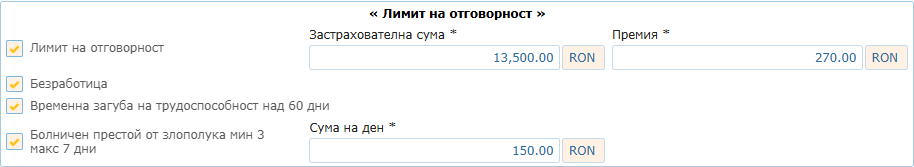 « Лимит на отговорност »
Застрахователна сума *
Премия *
Лимит на отговорност
13,500.00 RON
270.00 RON
Безработица
Временна загуба на трудоспособност над 60 дни
Болничен престой от злополука мин 3
макс 7 дни
Сума на ден *
150.00 RON